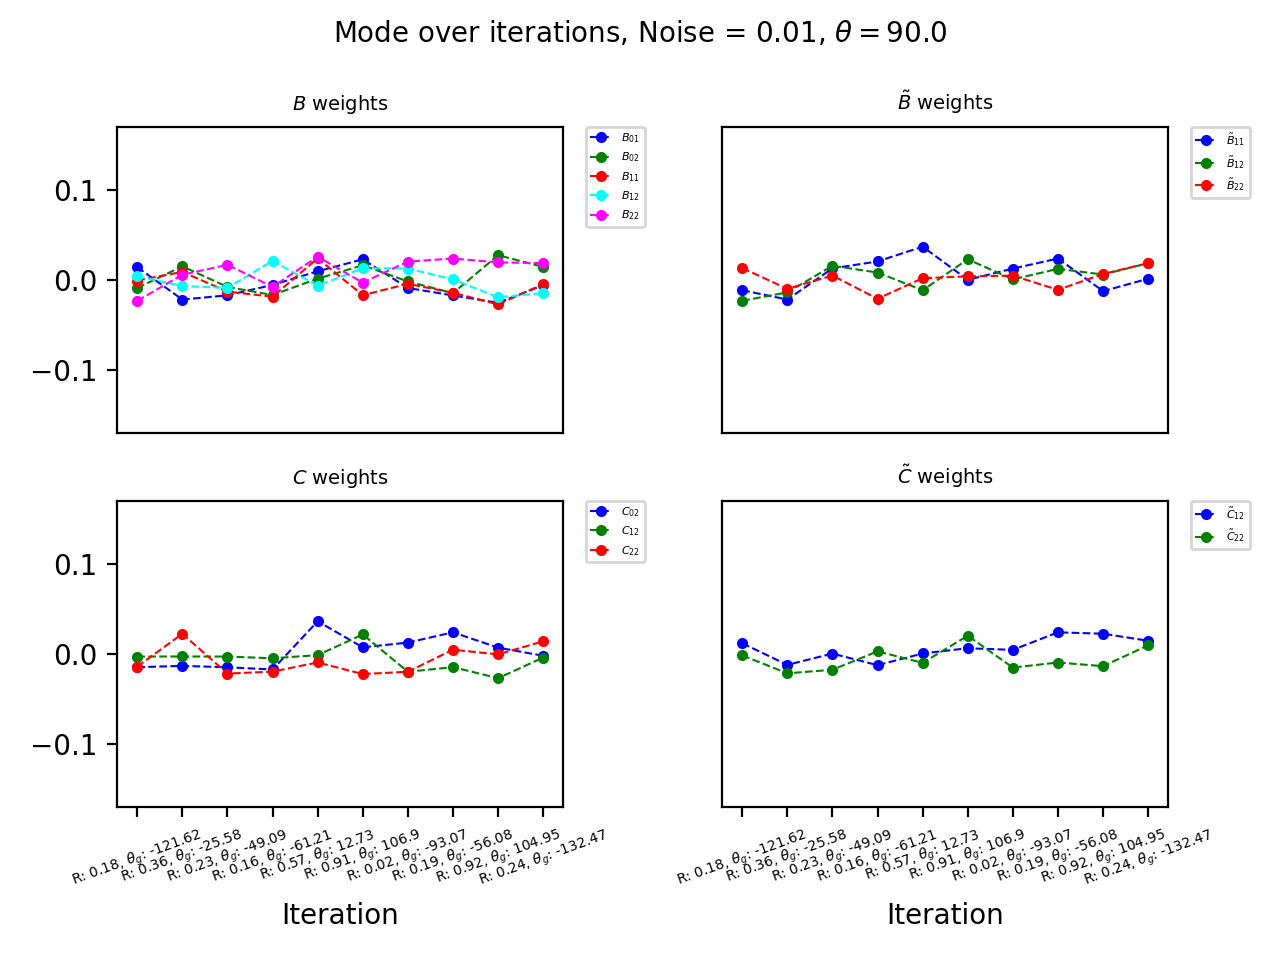 Mode over iterations, Noise = 0.01, θ = 90.0
B weights
0.1
0.0
−0.1
B₀₁
B₀₂
B₁₁
B₁₂
B₂₂
B̃ weights
B̃₁₁
B̃₁₂
B̃₂₂
C weights
0.1
0.0
−0.1
C₀₂
C₁₂
C₂₂
R: 0.18, θg: -121.62
R: 0.36, θg: -25.58
R: 0.23, θg: -49.09
R: 0.16, θg: -61.21
R: 0.57, θg: 12.73
R: 0.91, θg: 106.9
R: 0.02, θg: -93.07
R: 0.19, θg: -56.08
R: 0.92, θg: 104.95
R: 0.24, θg: -132.47
Iteration
C̃ weights
C̃₁₂
C̃₂₂
R: 0.18, θg: -121.62
R: 0.36, θg: -25.58
R: 0.23, θg: -49.09
R: 0.16, θg: -61.21
R: 0.57, θg: 12.73
R: 0.91, θg: 106.9
R: 0.02, θg: -93.07
R: 0.19, θg: -56.08
R: 0.92, θg: 104.95
R: 0.24, θg: -132.47
Iteration